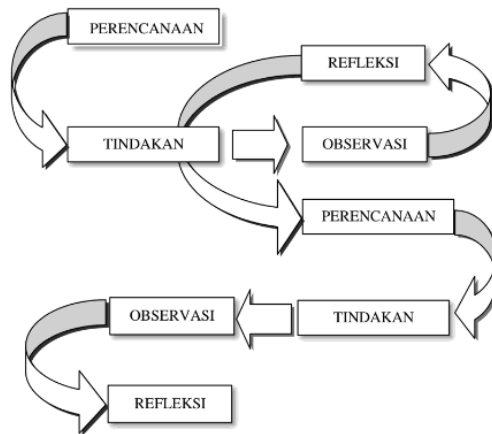 PERENCANAAN
REFLEKSI
TINDAKAN
OBSERVASI
PERENCANAAN
OBSERVASI
TINDAKAN
REFLEKSI